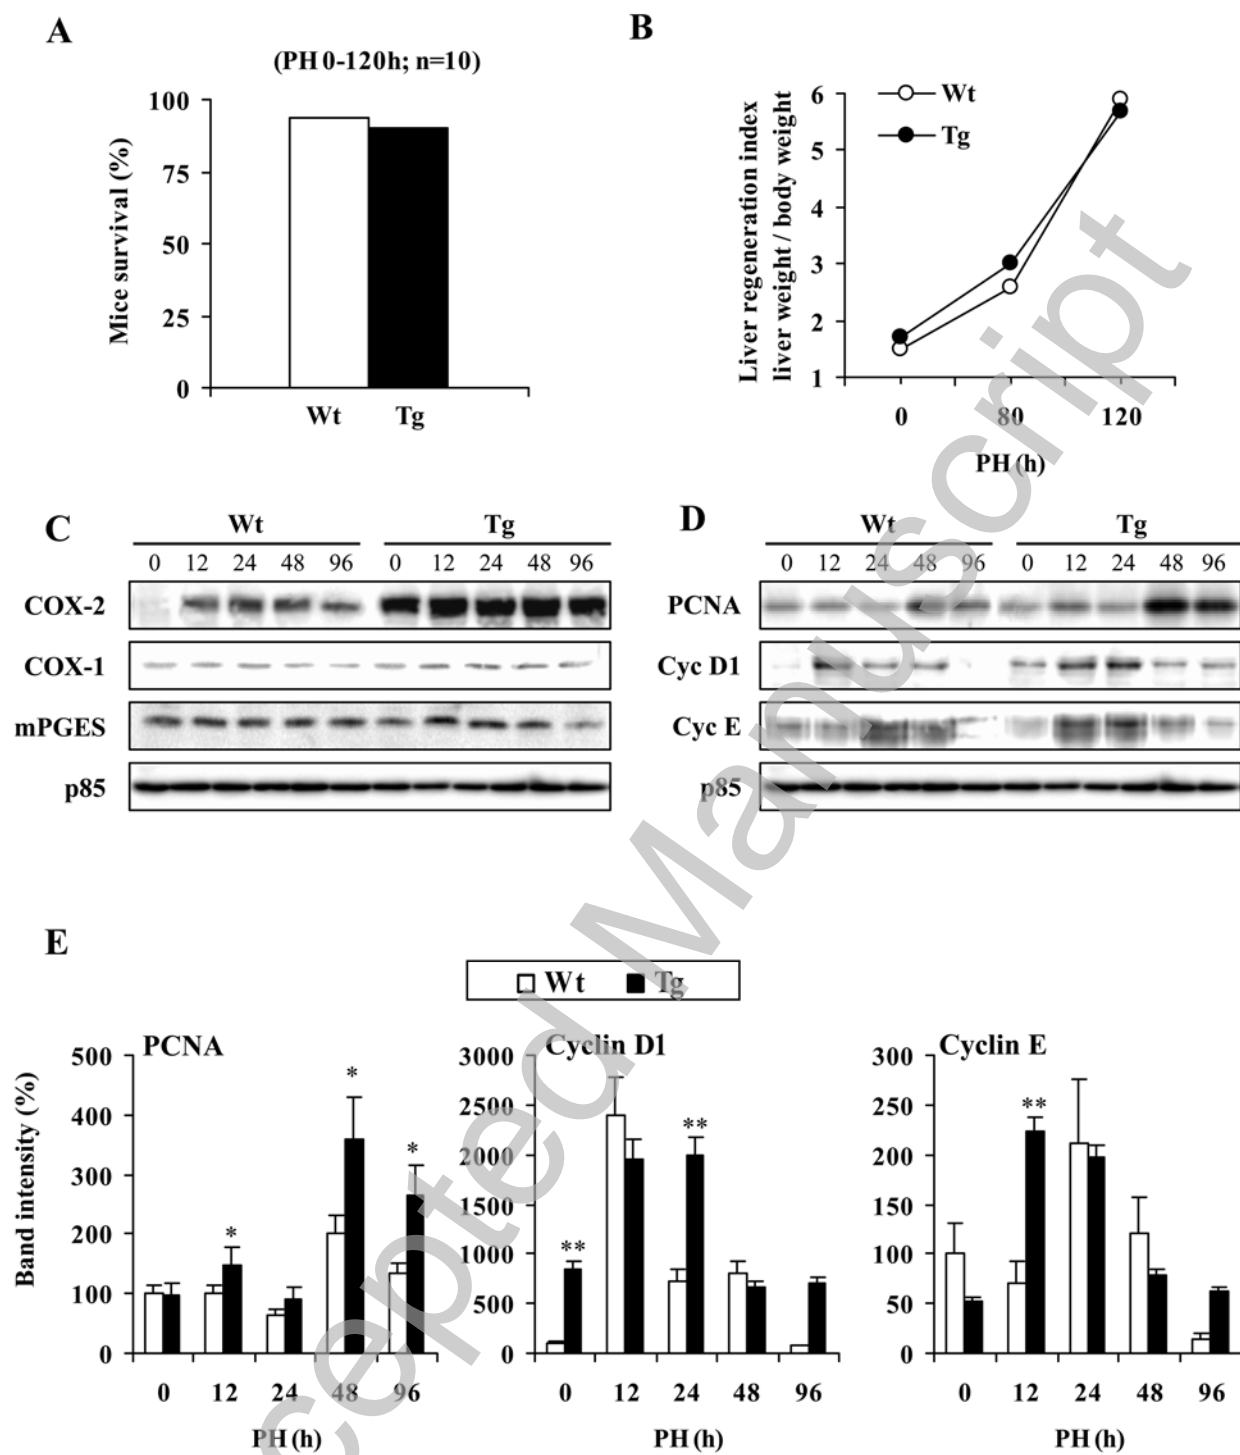 A
(PH 0-120h; n=10)
Mice survival (%)
100
75
50
25
0
Wt Tg
B
Liver regeneration index
liver weight / body weight
Wt
Tg
6
5
4
3
2
1
0 80 120
PH (h)
C
Wt Tg
0 12 24 48 96 0 12 24 48 96
COX-2
COX-1
mPGES
p85
D
Wt Tg
0 12 24 48 96 0 12 24 48 96
PCNA
Cyc D1
Cyc E
p85
E
Wt Tg
Band intensity (%)
PCNA
500
400
300
200
100
0
* * *
0 12 24 48 96
PH (h)
Cyclin D1
3000
2500
2000
1500
1000
500
0
** **
0 12 24 48 96
PH (h)
Cyclin E
300
250
200
150
100
50
0
**
0 12 24 48 96
PH (h)
cepted Manuscript